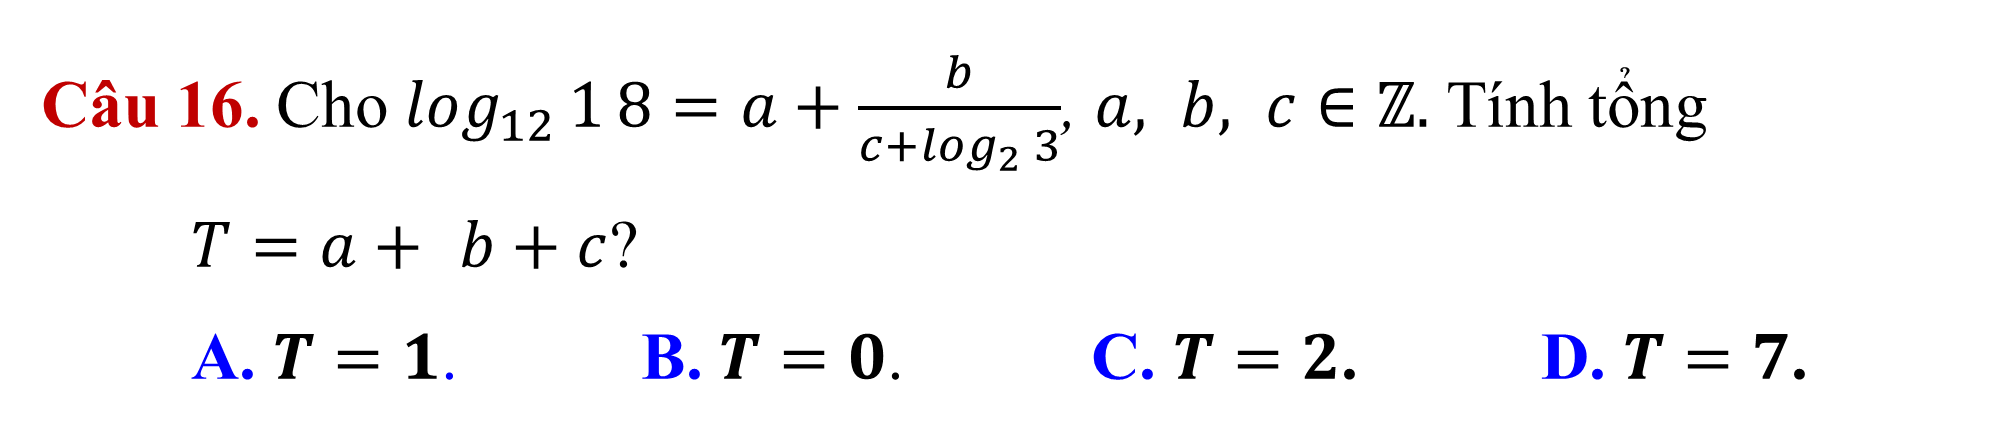 Câu 16. Cho log₁₂ 18 = a + b/(c+log₂ 3), a, b, c ∈ ℤ. Tính tổng
T = a + b + c?
A. T = 1. B. T = 0. C. T = 2. D. T = 7.